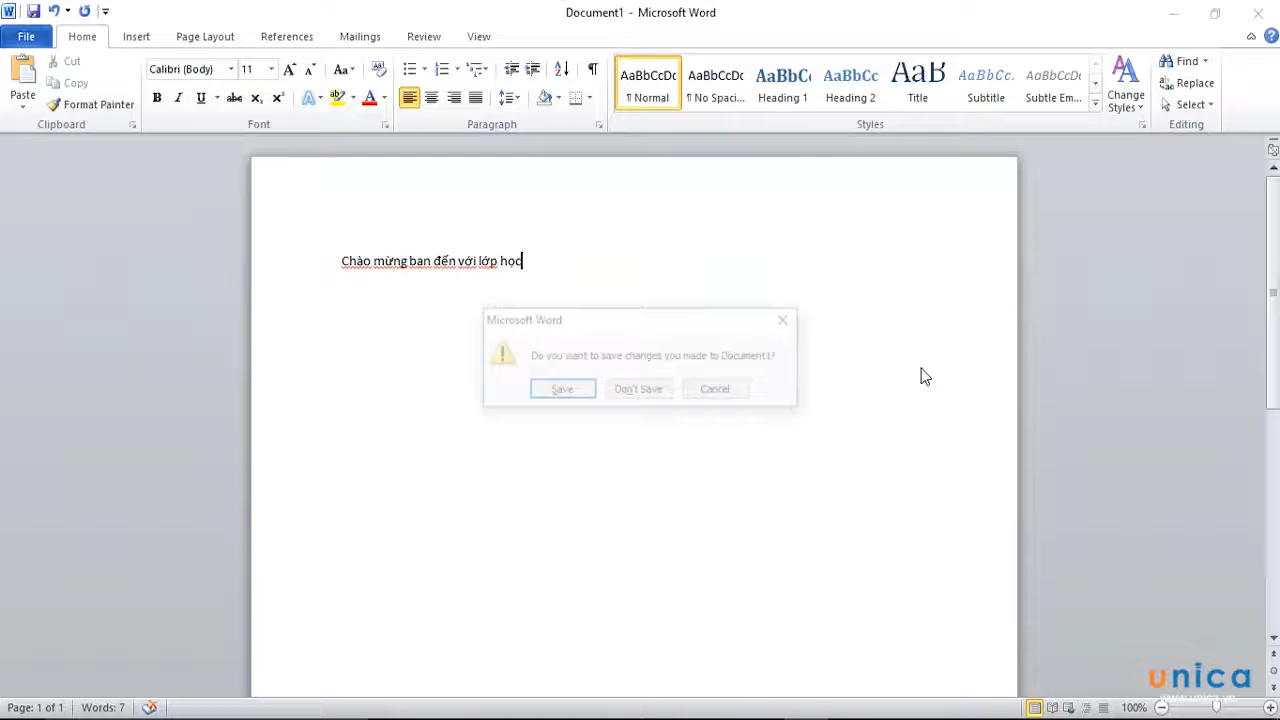 Document1 - Microsoft Word
File Home Insert Page Layout References Mailings Review View
Paste
Cut
Copy
Format Painter
Clipboard
Calibri (Body) 11
Font
Paragraph
AaBbCcDc AaBbCcDc AaBbC AaBbCc AaB AaBbCc. AaBbCcDc
¶ Normal ¶ No Spaci... Heading 1 Heading 2 Title Subtitle Subtle Em...
Styles
Change
Styles
Find
Replace
Select
Editing
Chào mừng bạn đến với lớp học
Microsoft Word
Do you want to save changes you made to Document1?
Save Don't Save Cancel
unica
www.unica.vn
Page: 1 of 1 Words: 7 100%